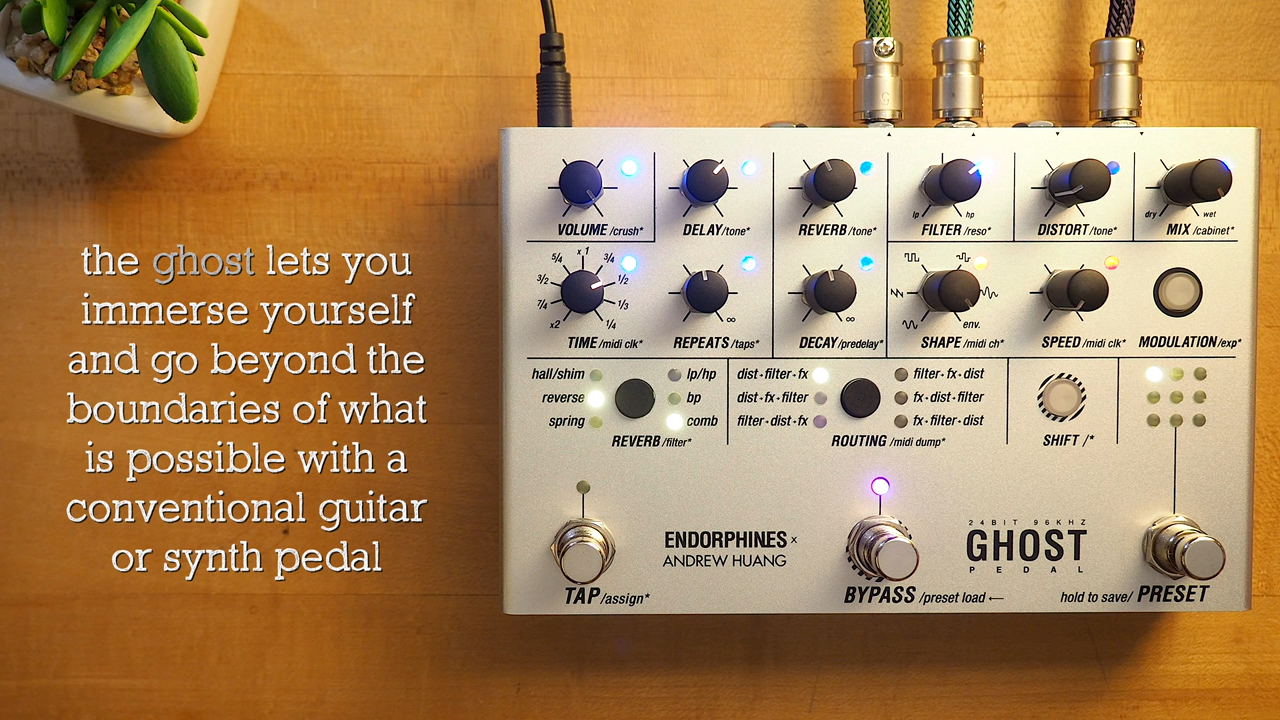 the ghost lets you
immerse yourself
and go beyond the
boundaries of what
is possible with a
conventional guitar
or synth pedal
VOLUME /crush*
DELAY /tone*
REVERB /tone*
lp hp
FILTER /reso*
DISTORT /tone*
dry wet
MIX /cabinet*
x1
5/4 3/4
3/2 1/2
7/4 1/3
x2 1/4
TIME /midi clk*
∞
REPEATS /taps*
∞
DECAY /predelay*
env.
SHAPE /midi ch*
SPEED /midi clk*
MODULATION /exp*
hall/shim lp/hp
reverse bp
spring comb
REVERB /filter*
dist•filter•fx filter•fx•dist
dist•fx•filter fx•dist•filter
filter•dist•fx fx•filter•dist
ROUTING /midi dump*
SHIFT /*
ENDORPHINES x
ANDREW HUANG
24BIT 96KHZ
GHOST
PEDAL
TAP /assign*
BYPASS /preset load ←
hold to save/ PRESET